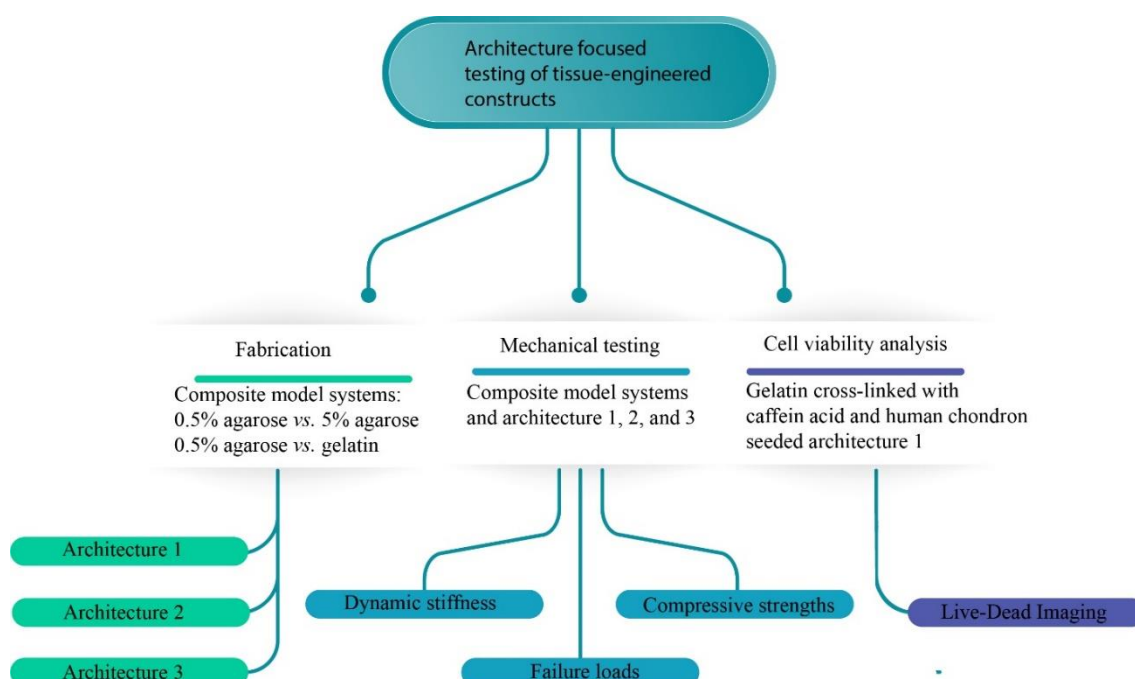 Architecture focused
testing of tissue-engineered
constructs
Fabrication
Composite model systems:
0.5% agarose vs. 5% agarose
0.5% agarose vs. gelatin
Mechanical testing
Composite model systems
and architecture 1, 2, and 3
Cell viability analysis
Gelatin cross-linked with
caffein acid and human chondron
seeded architecture 1
Architecture 1
Architecture 2
Architecture 3
Dynamic stiffness
Failure loads
Compressive strengths
Live-Dead Imaging